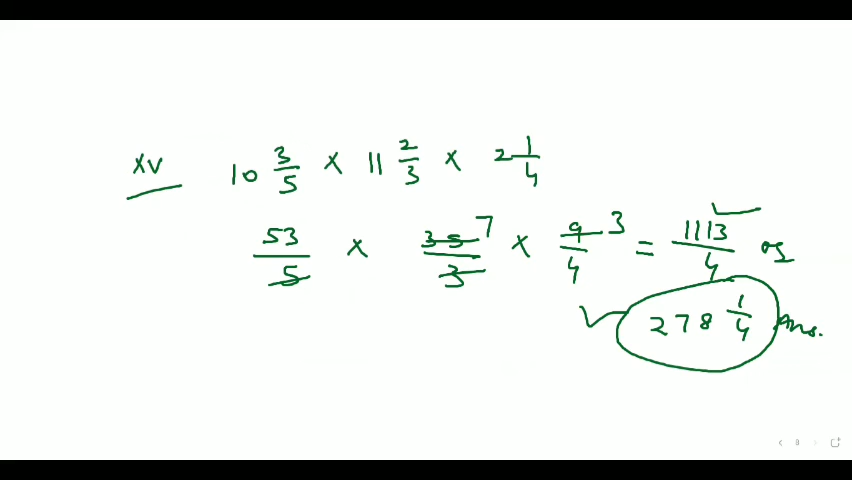 xv 10 3/5 × 11 2/3 × 2 1/4
53/5 × 35/3 7 × 9/4 3 = 1113/4 or
278 1/4 Ans.
8